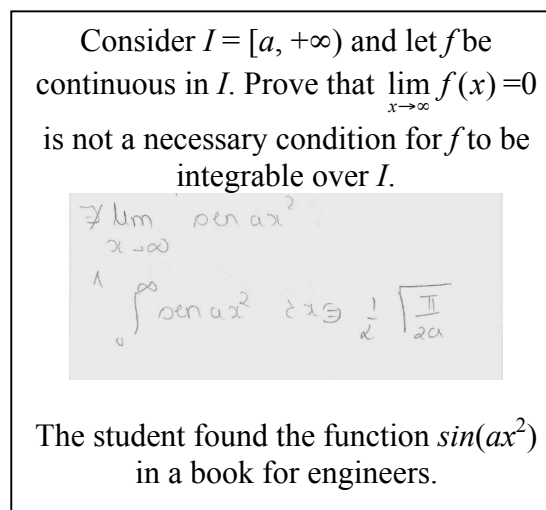 Consider I = [a, +∞) and let f be
continuous in I. Prove that lim f(x) =0
x→∞
is not a necessary condition for f to be
integrable over I.
∄ lim sen ax²
x→∞
∧ ∫₀^∞ sen ax² dx = 1/2 √(π/2a)
The student found the function sin(ax²)
in a book for engineers.